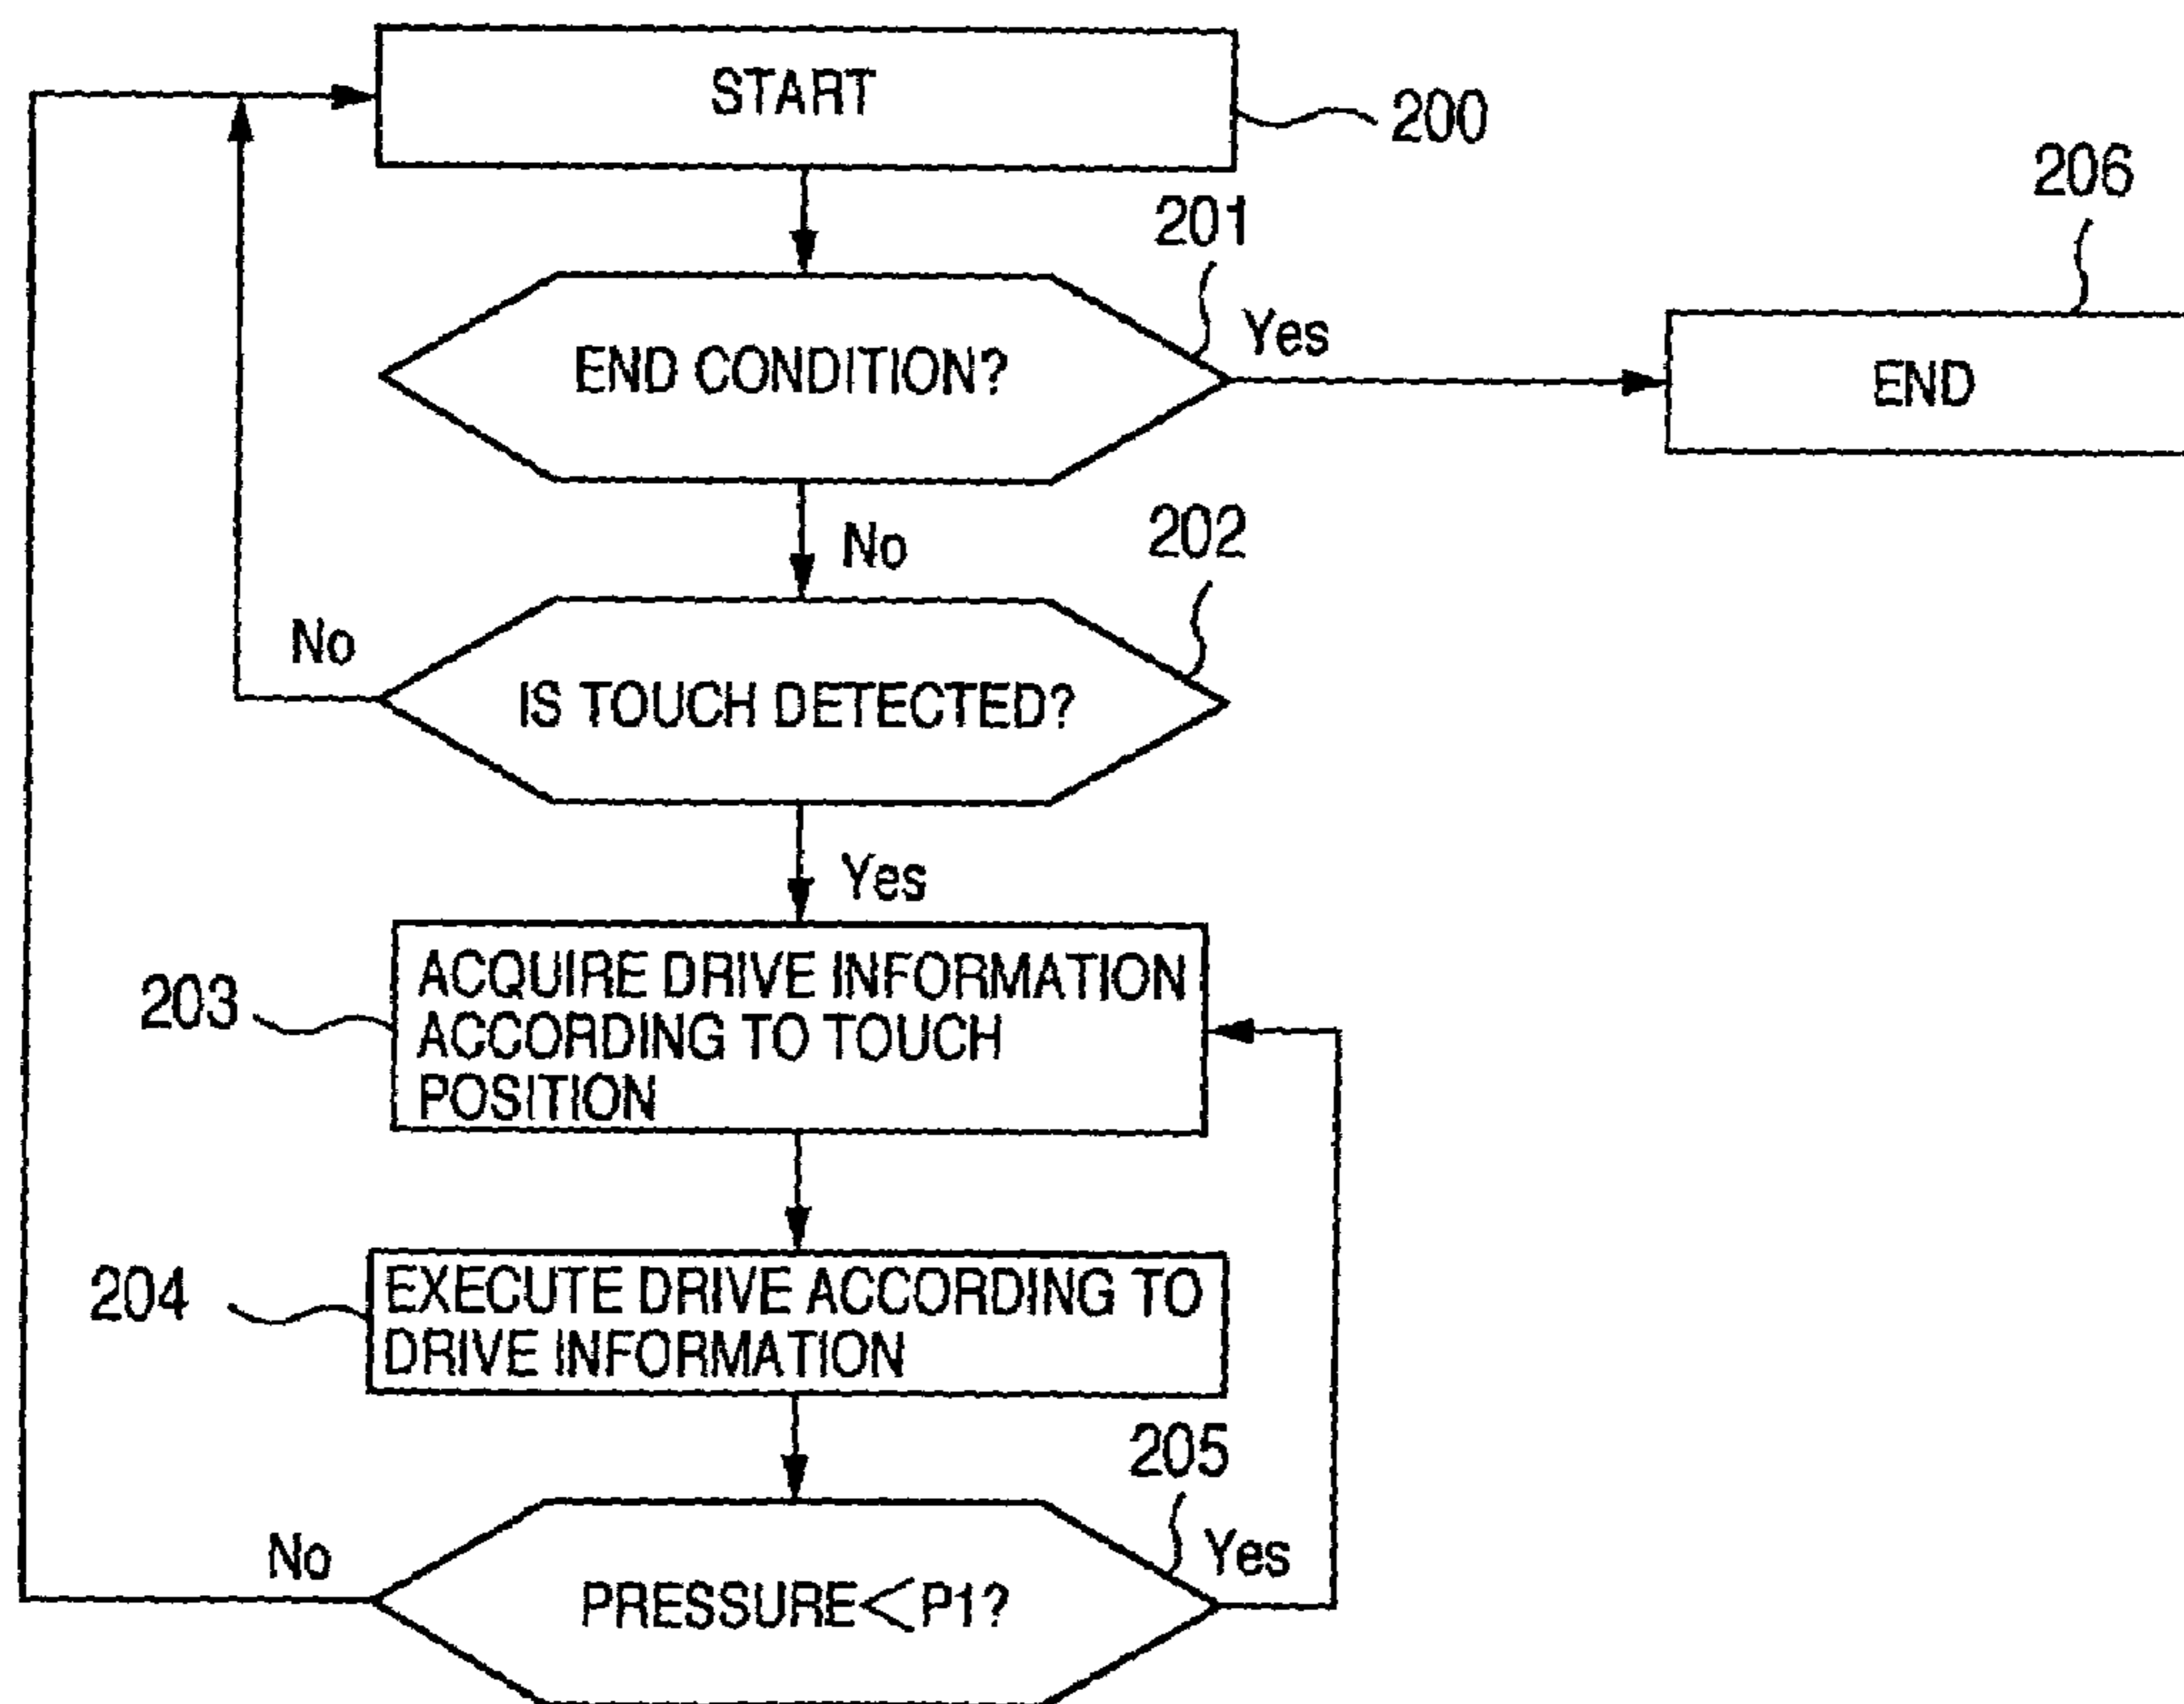 START
200
201
206
END CONDITION?
Yes
END
No
202
No
IS TOUCH DETECTED?
Yes
203
ACQUIRE DRIVE INFORMATION
ACCORDING TO TOUCH
POSITION
204
EXECUTE DRIVE ACCORDING TO
DRIVE INFORMATION
205
No
Yes
PRESSURE<P1?